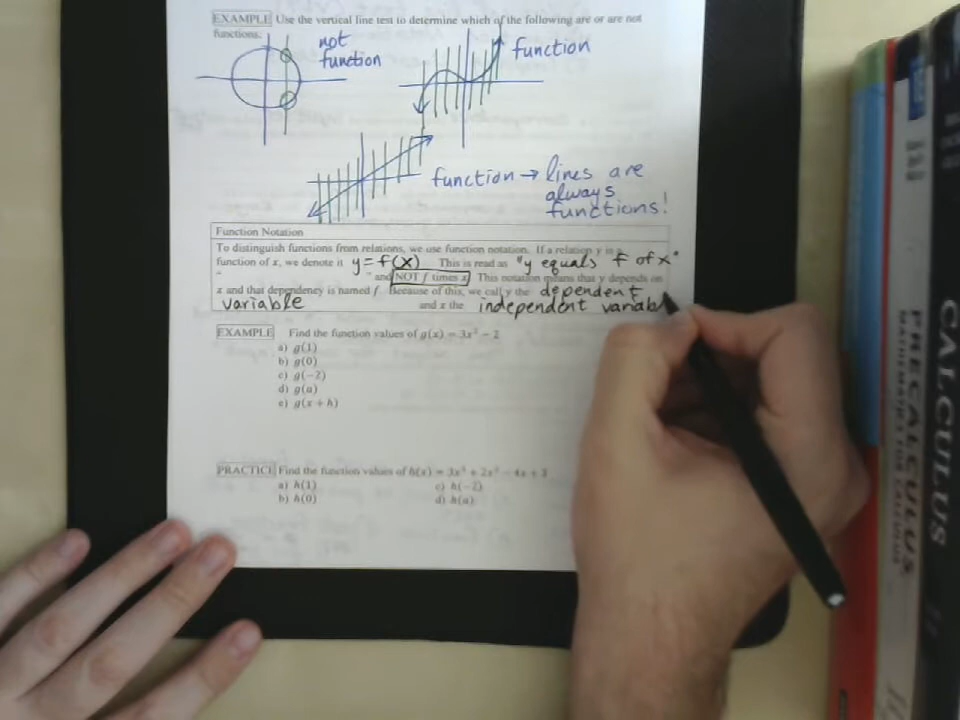 EXAMPLE Use the vertical line test to determine which of the following are or are not
functions.
not
function
function
function → lines are
always
functions!
Function Notation
To distinguish functions from relations, we use function notation. If a relation y is a
function of x, we denote it y = f(x) This is read as "y equals f of x"
" " and NOT f times x This notation means that y depends on
x and that dependency is named f. Because of this, we call y the dependent
variable and x the independent variabl
EXAMPLE Find the function values of g(x) = 3x² − 2
a) g(1)
b) g(0)
c) g(−2)
d) g(a)
e) g(x + h)
PRACTICE Find the function values of
a) h(1) c) h(−2)
b) h(0) d) h(a)
CALCULUS
PRECALCULUS
MATHEMATICS FOR CALCULUS